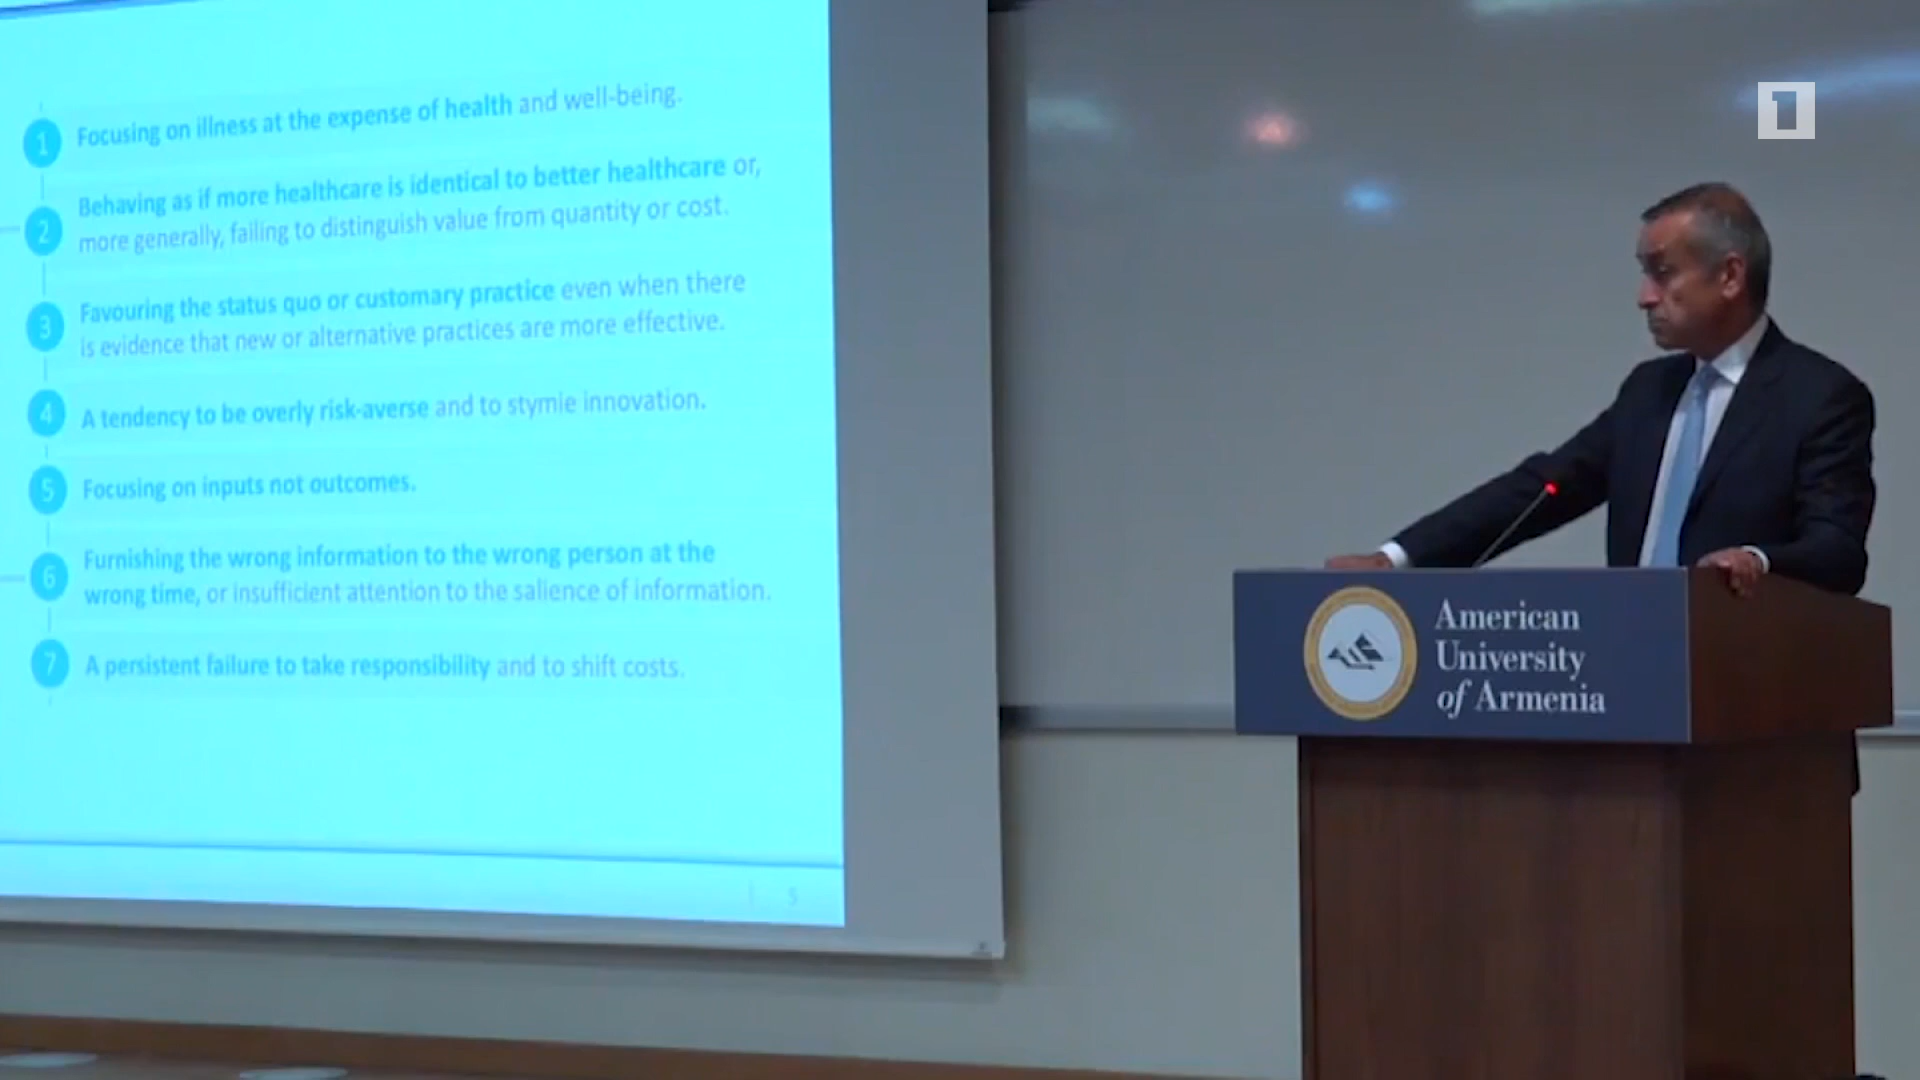 1
Focusing on illness at the expense of health and well-being.
2
Behaving as if more healthcare is identical to better healthcare or,
more generally, failing to distinguish value from quantity or cost.
3
Favouring the status quo or customary practice even when there
is evidence that new or alternative practices are more effective.
4
A tendency to be overly risk-averse and to stymie innovation.
5
Focusing on inputs not outcomes.
6
Furnishing the wrong information to the wrong person at the
wrong time, or insufficient attention to the salience of information.
7
A persistent failure to take responsibility and to shift costs.
5
1
American
University
of Armenia